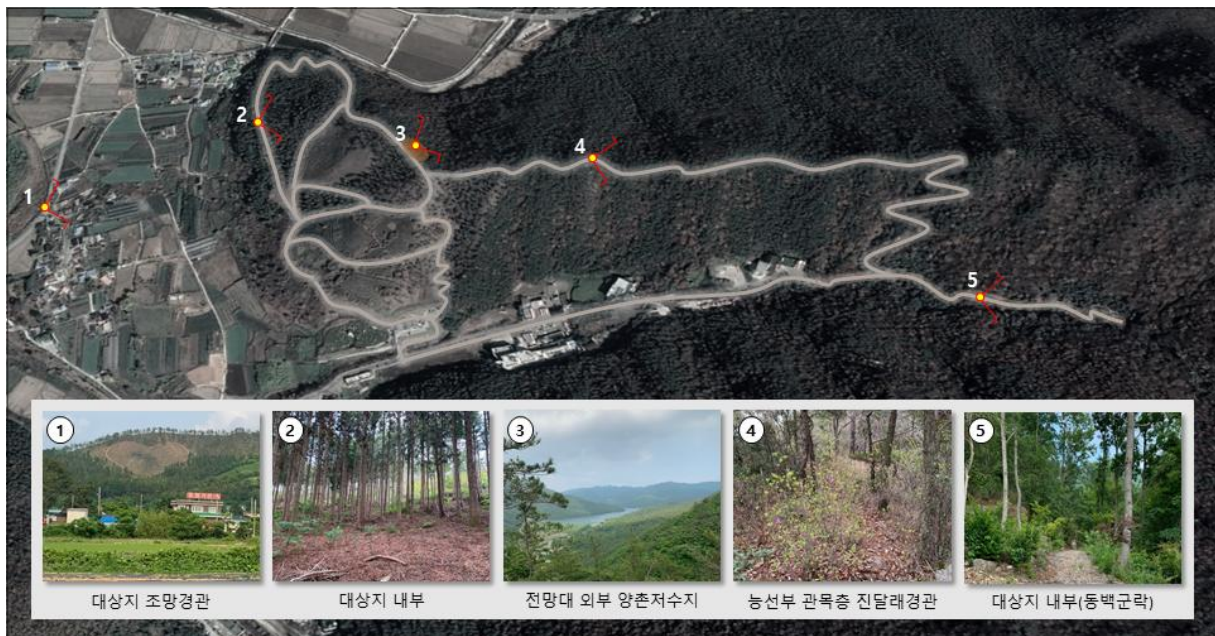 2
3
4
1
5
1
2
3
4
5
대상지 조망경관
대상지 내부
전망대 외부 양촌저수지
능선부 관목층 진달래경관
대상지 내부(동백군락)